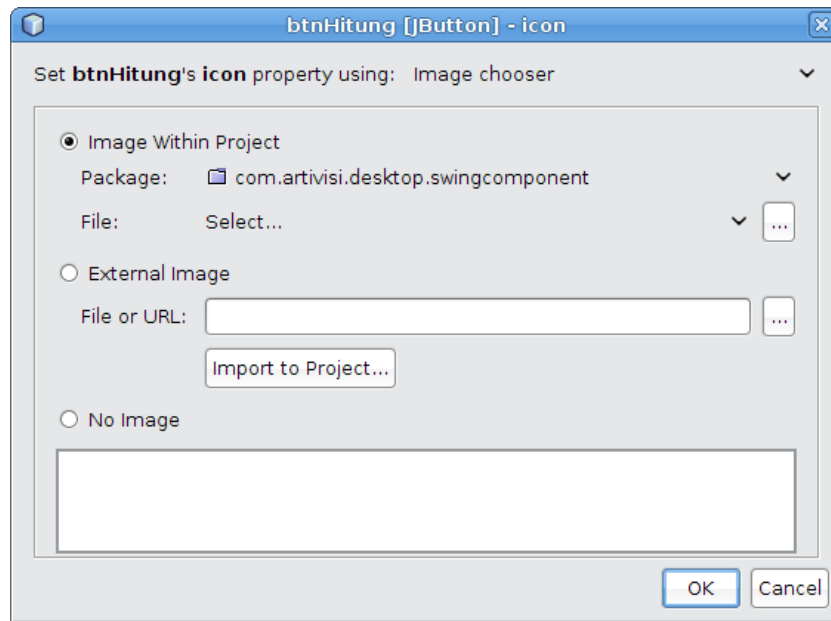 btnHitung [JButton] - icon
Set btnHitung's icon property using: Image chooser
Image Within Project
Package: com.artivisi.desktop.swingcomponent
File: Select... ...
External Image
File or URL: ...
Import to Project...
No Image
OK Cancel